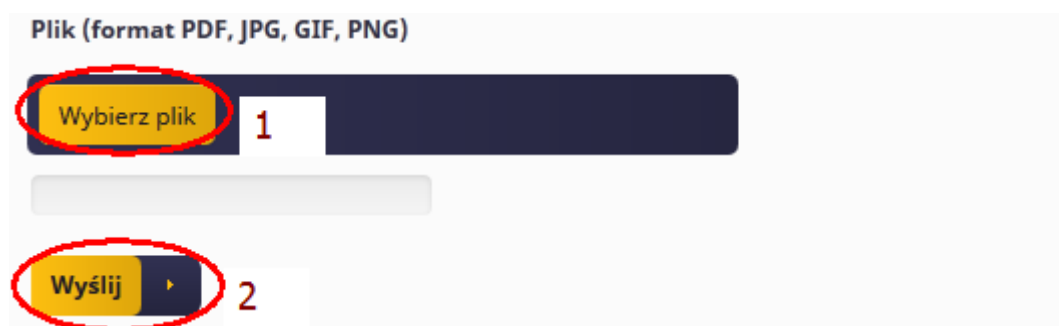 Plik (format PDF, JPG, GIF, PNG)
Wybierz plik 1
Wyślij 2